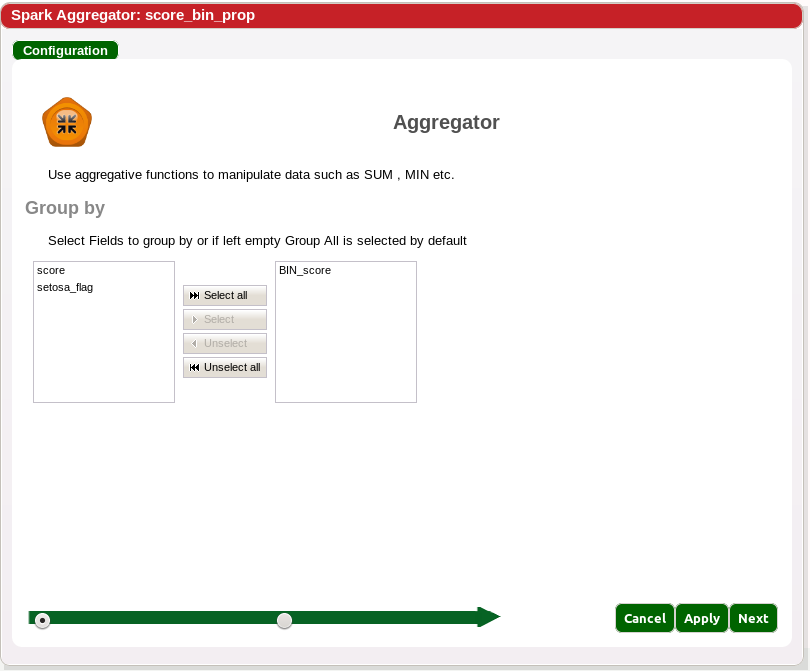 Spark Aggregator: score_bin_prop
Configuration
Aggregator
Use aggregative functions to manipulate data such as SUM , MIN etc.
Group by
Select Fields to group by or if left empty Group All is selected by default
score
setosa_flag
Select all
Select
Unselect
Unselect all
BIN_score
Cancel Apply Next